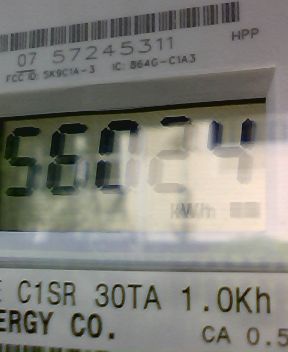 07 57245311 HPP
FCC ID: SK9C1A-3 IC: 864G-C1A3
56024
kWh
C1SR 30TA 1.0Kh
ERGY CO. CA 0.5